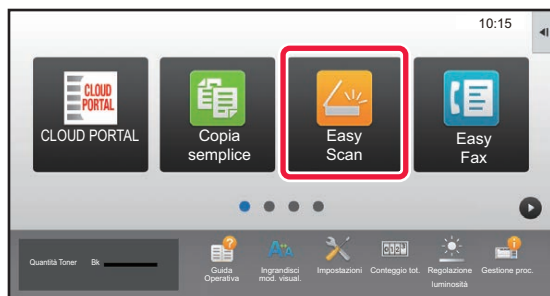 10:15
CLOUD
PORTAL
CLOUD PORTAL
Copia
semplice
Easy
Scan
Easy
Fax
Quantità Toner Bk
Guida
Operativa
Ingrandisci
mod. visual.
Impostazioni
Conteggio tot.
Regolazione
luminosità
Gestione proc.